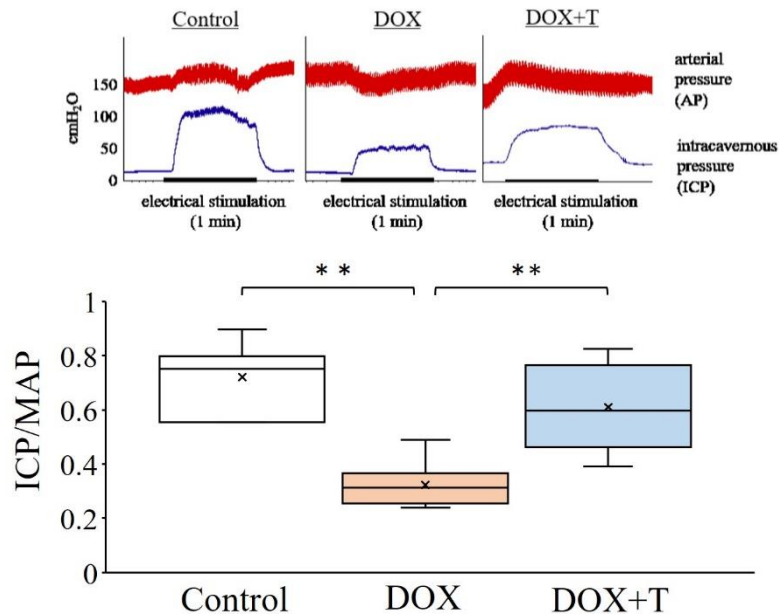 Control DOX DOX+T
cmH₂O
150
100
50
0
arterial
pressure
(AP)
intracavernous
pressure
(ICP)
electrical stimulation
(1 min)
electrical stimulation
(1 min)
electrical stimulation
(1 min)
** **
ICP/MAP
1
0.8
0.6
0.4
0.2
0
Control DOX DOX+T